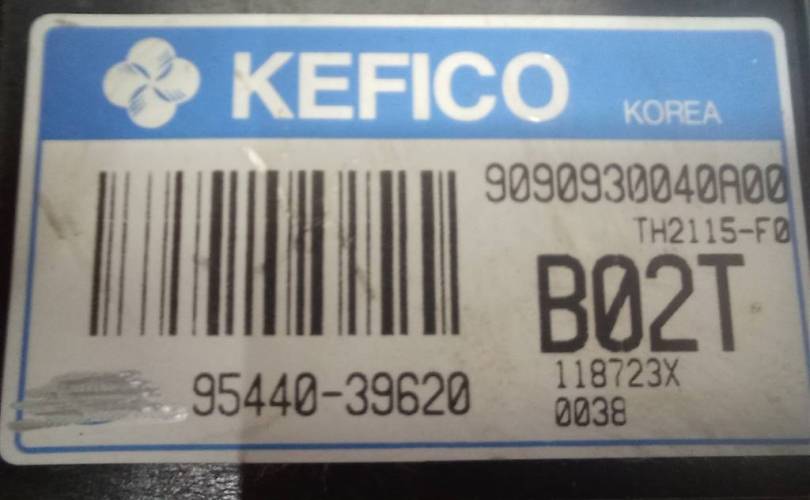 KEFICO
KOREA
9090930040A00
TH2115-F0
B02T
118723X
0038
95440-39620